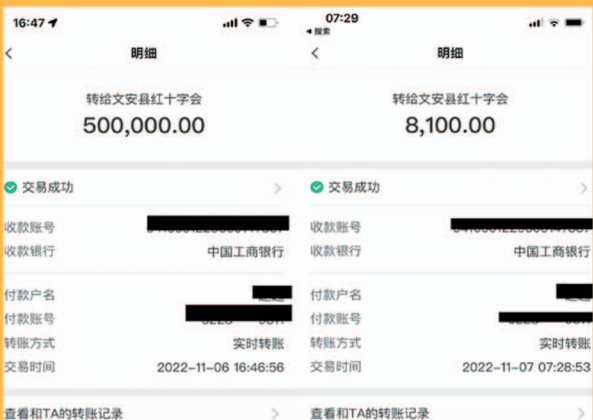 16:47
明细
转给文安县红十字会
500,000.00
交易成功
收款账号
收款银行 中国工商银行
付款户名
付款账号
转账方式 实时转账
交易时间 2022-11-06 16:46:56
查看和TA的转账记录
07:29
搜索
明细
转给文安县红十字会
8,100.00
交易成功
收款账号
收款银行 中国工商银行
付款户名
付款账号
转账方式 实时转账
交易时间 2022-11-07 07:28:53
查看和TA的转账记录